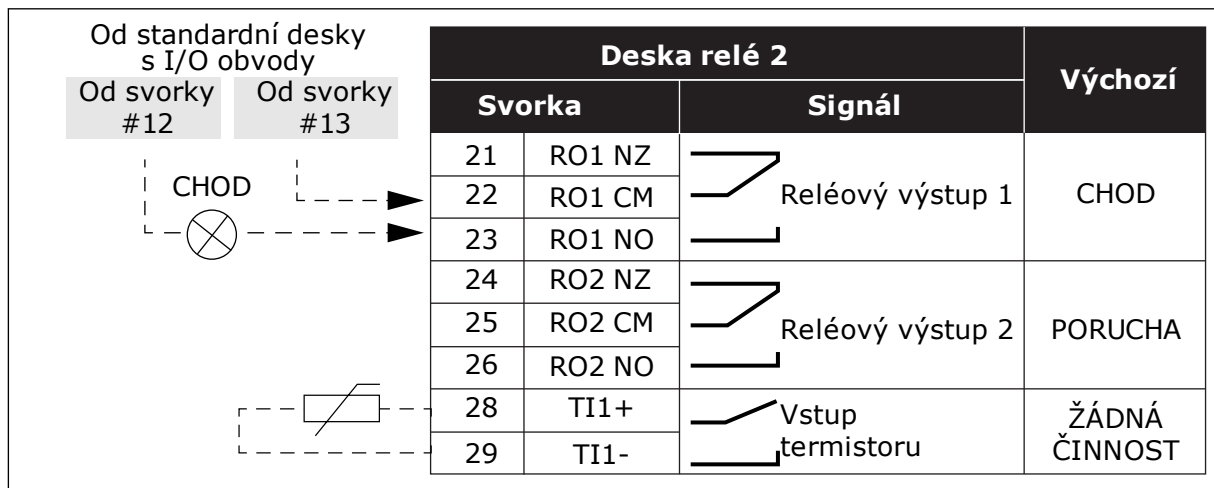 Od standardní desky
s I/O obvody
Od svorky
#12
Od svorky
#13
CHOD
Deska relé 2
Výchozí
Svorka
Signál
21 RO1 NZ
22 RO1 CM
23 RO1 NO
Reléový výstup 1
CHOD
24 RO2 NZ
25 RO2 CM
26 RO2 NO
Reléový výstup 2
PORUCHA
28 TI1+
29 TI1-
Vstup
termistoru
ŽÁDNÁ
ČINNOST